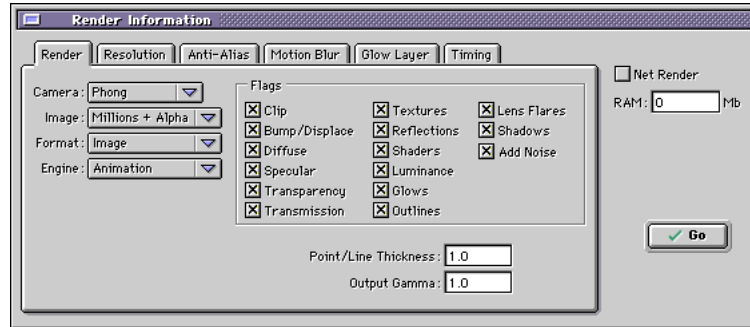 Render Information
Render Resolution Anti-Alias Motion Blur Glow Layer Timing
Net Render
RAM: 0 Mb
Camera: Phong
Image: Millions + Alpha
Format: Image
Engine: Animation
Flags
Clip Textures Lens Flares
Bump/Displace Reflections Shadows
Diffuse Shaders Add Noise
Specular Luminance
Transparency Glows
Transmission Outlines
Point/Line Thickness: 1.0
Output Gamma: 1.0
Go